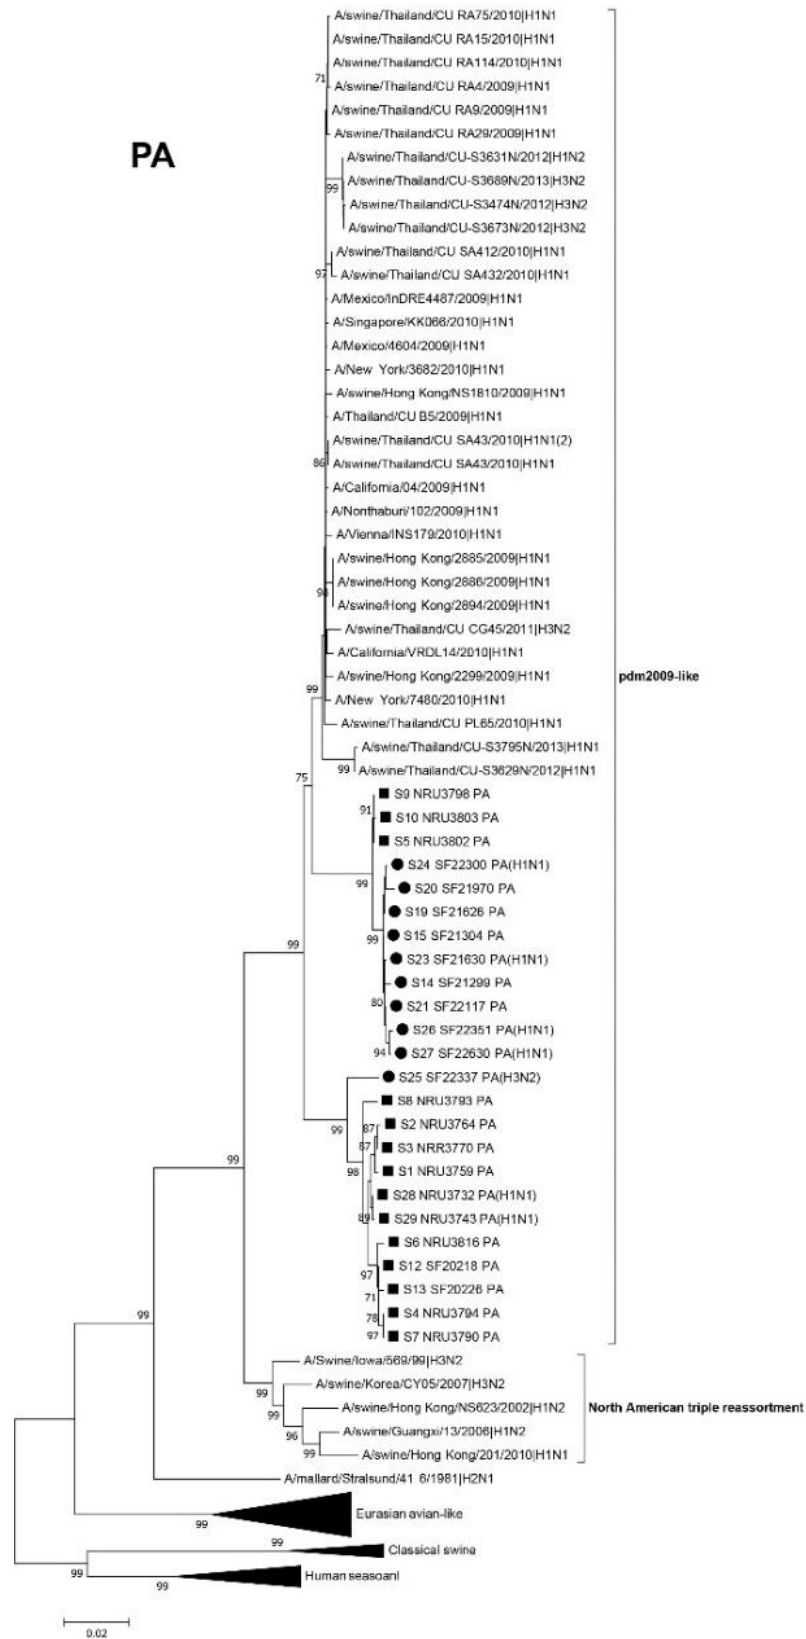 PA
A/swine/Thailand/CU RA75/2010|H1N1
A/swine/Thailand/CU RA15/2010|H1N1
A/swine/Thailand/CU RA114/2010|H1N1
71
A/swine/Thailand/CU RA4/2009|H1N1
A/swine/Thailand/CU RA9/2009|H1N1
A/swine/Thailand/CU RA29/2009|H1N1
A/swine/Thailand/CU-S3631N/2012|H1N2
A/swine/Thailand/CU-S3689N/2013|H3N2
99
A/swine/Thailand/CU-S3474N/2012|H3N2
A/swine/Thailand/CU-S3673N/2012|H3N2
A/swine/Thailand/CU SA412/2010|H1N1
97
A/swine/Thailand/CU SA432/2010|H1N1
A/Mexico/InDRE4487/2009|H1N1
A/Singapore/KK066/2010|H1N1
A/Mexico/4604/2009|H1N1
A/New York/3682/2010|H1N1
A/swine/Hong Kong/NS1810/2009|H1N1
A/Thailand/CU B5/2009|H1N1
A/swine/Thailand/CU SA43/2010|H1N1(2)
86
A/swine/Thailand/CU SA43/2010|H1N1
A/California/04/2009|H1N1
A/Nonthaburi/102/2009|H1N1
A/Vienna/INS179/2010|H1N1
A/swine/Hong Kong/2885/2009|H1N1
A/swine/Hong Kong/2886/2009|H1N1
A/swine/Hong Kong/2894/2009|H1N1
A/swine/Thailand/CU CG45/2011|H3N2
A/California/VRDL14/2010|H1N1
A/swine/Hong Kong/2299/2009|H1N1
pdm2009-like
99
A/New York/7480/2010|H1N1
A/swine/Thailand/CU PL65/2010|H1N1
A/swine/Thailand/CU-S3795N/2013|H1N1
99
A/swine/Thailand/CU-S3629N/2012|H1N1
75
S9 NRU3798 PA
91
S10 NRU3803 PA
S5 NRU3802 PA
S24 SF22300 PA(H1N1)
99
S20 SF21970 PA
S19 SF21626 PA
S15 SF21304 PA
99
99
S23 SF21630 PA(H1N1)
S14 SF21299 PA
80
S21 SF22117 PA
S26 SF22351 PA(H1N1)
94
S27 SF22630 PA(H1N1)
S25 SF22337 PA(H3N2)
S8 NRU3793 PA
99
87
S2 NRU3764 PA
87
S3 NRR3770 PA
99
98
S1 NRU3759 PA
S28 NRU3732 PA(H1N1)
89
S29 NRU3743 PA(H1N1)
S6 NRU3816 PA
97
S12 SF20218 PA
71
S13 SF20226 PA
99
78
S4 NRU3794 PA
97
S7 NRU3790 PA
A/Swine/Iowa/569/99|H3N2
99
A/swine/Korea/CY05/2007|H3N2
99
A/swine/Hong Kong/NS623/2002|H1N2
North American triple reassortment
96
A/swine/Guangxi/13/2006|H1N2
99
A/swine/Hong Kong/201/2010|H1N1
A/mallard/Stralsund/41 6/1981|H2N1
Eurasian avian-like
99
99
Classical swine
99
Human seasoanl
99
0.02